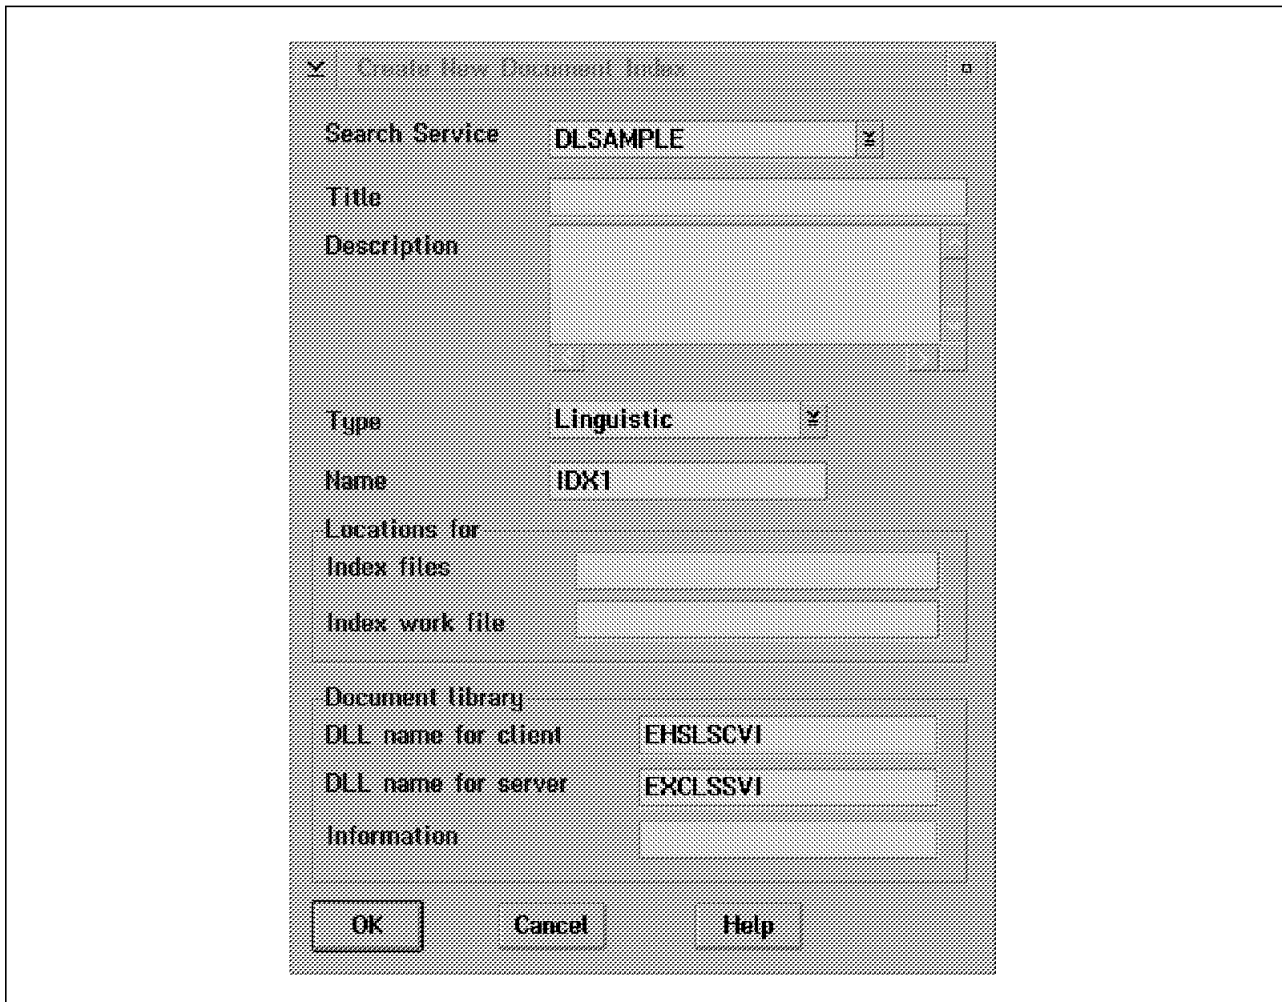 Create New Document Index
Search Service DLSAMPLE
Title
Description
Type Linguistic
Name IDX1
Locations for
Index files
Index work file
Document library
DLL name for client EHSLSCVI
DLL name for server EXCLSSVI
Information
OK Cancel Help